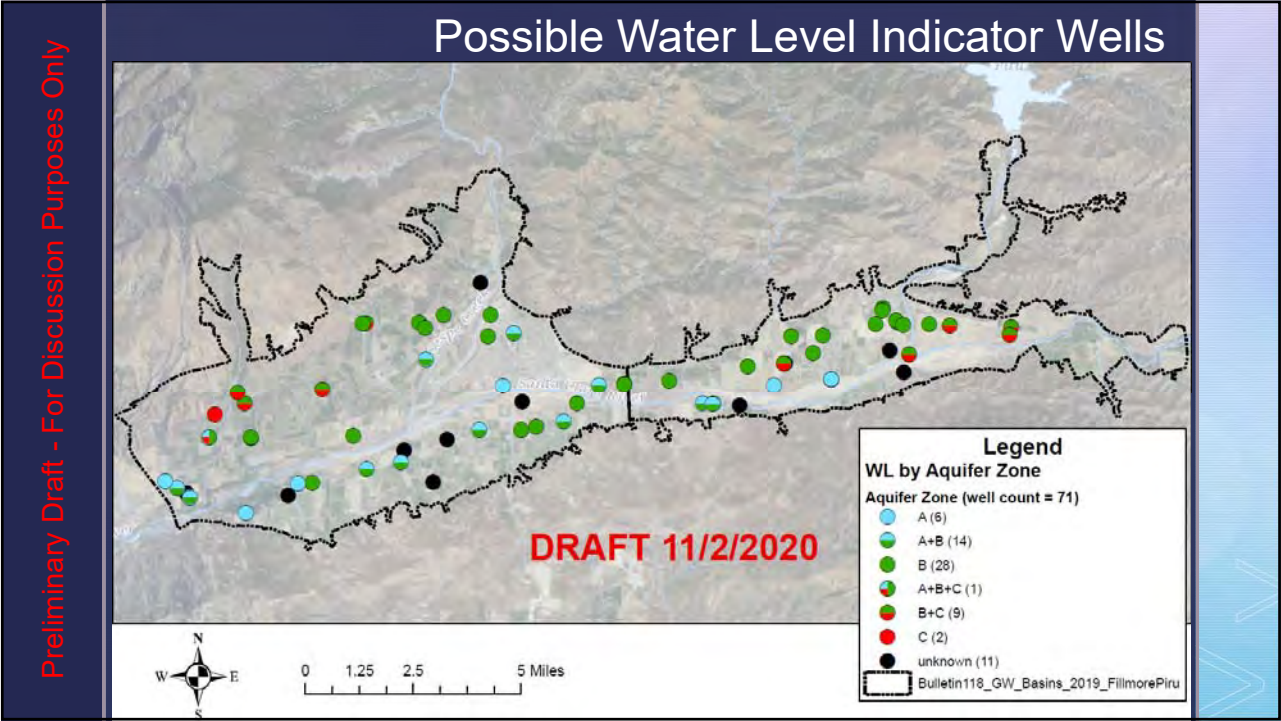 Preliminary Draft - For Discussion Purposes Only
Possible Water Level Indicator Wells
Piru
Santa
DRAFT 11/2/2020
Legend
WL by Aquifer Zone
Aquifer Zone (well count = 71)
A (6)
A+B (14)
B (28)
A+B+C (1)
B+C (9)
C (2)
unknown (11)
Bulletin118_GW_Basins_2019_FillmorePiru
N
W
E
S
0 1.25 2.5 5 Miles